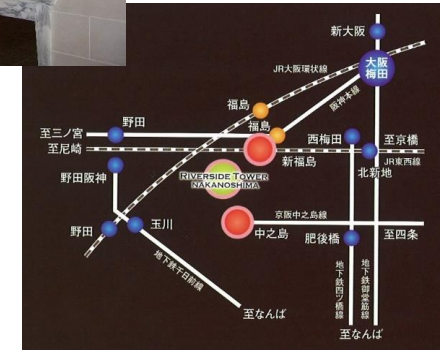 新大阪
大阪
梅田
JR大阪環状線
阪神本線
福島
福島
野田
至三ノ宮
至尼崎
西梅田
至京橋
JR東西線
新福島
北新地
野田阪神
RIVERSIDE TOWER
NAKANOSHIMA
京阪中之島線
中之島
野田
玉川
肥後橋
至四条
地下鉄千日前線
地下鉄四ツ橋線
地下鉄御堂筋線
至なんば
至なんば